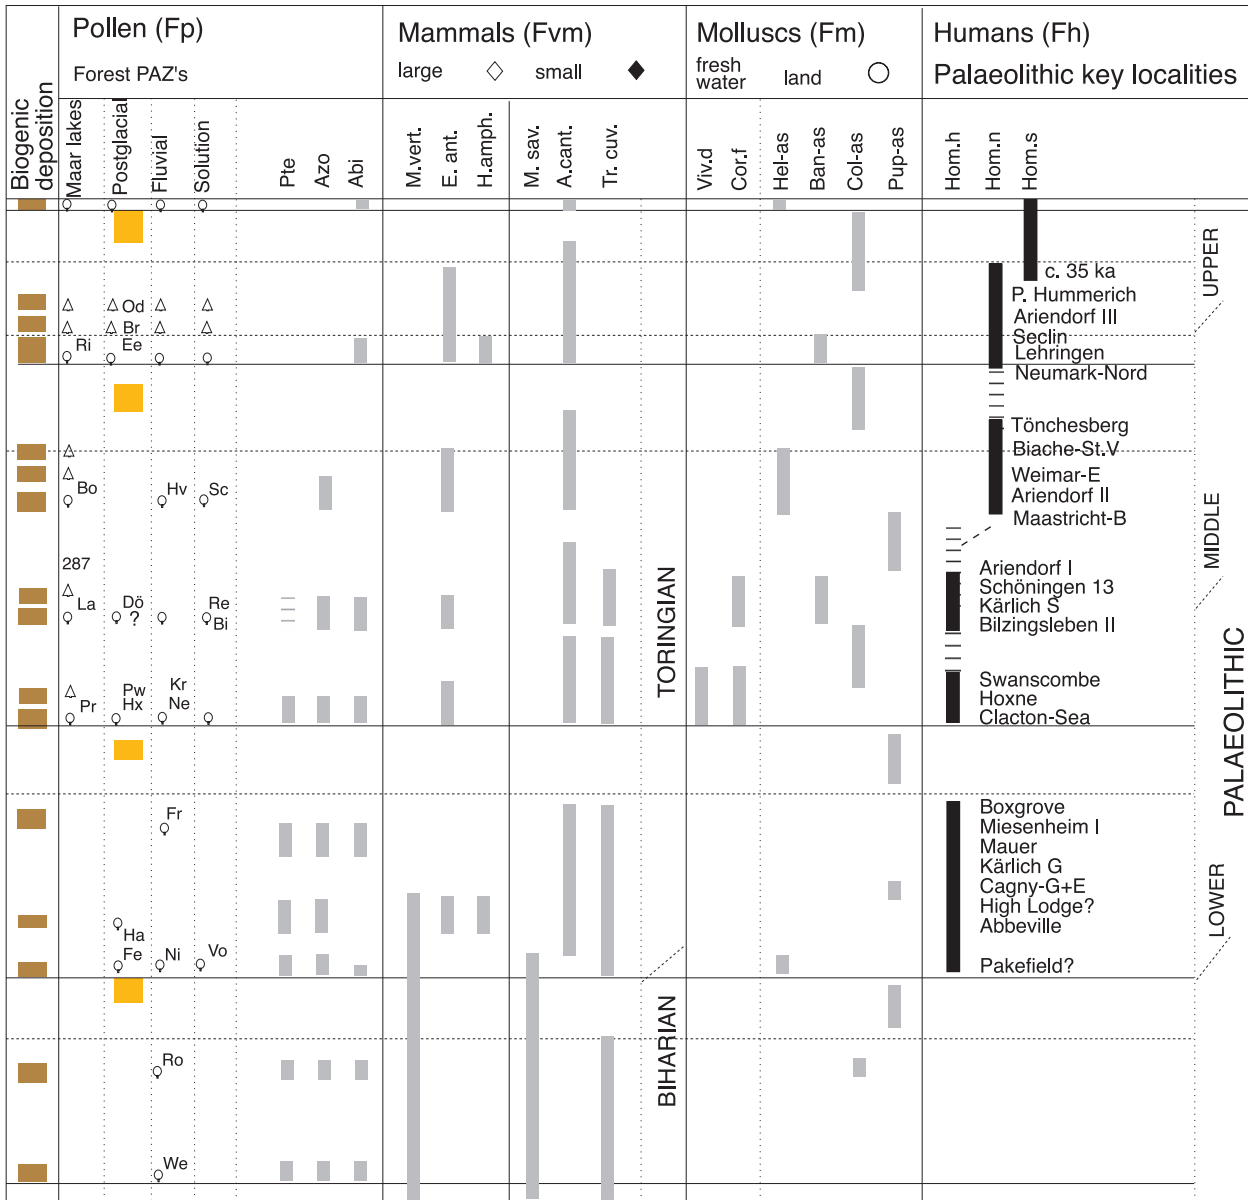 Pollen (Fp)
Mammals (Fvm)
Molluscs (Fm)
Humans (Fh)
Forest PAZ's
large
small
fresh
water
land
Palaeolithic key localities
Biogenic
deposition
Maar lakes
Postglacial
Fluvial
Solution
Pte
Azo
Abi
M.vert.
E. ant.
H.amph.
M. sav.
A.cant.
Tr. cuv.
Viv.d
Cor.f
Hel-as
Ban-as
Col-as
Pup-as
Hom.h
Hom.n
Hom.s
c. 35 ka
Od
P. Hummerich
Br
Ariendorf III
Ri
Ee
Seclin
Lehringen
Neumark-Nord
Tönchesberg
Biache-St.V
Weimar-E
Bo
Hv
Sc
Ariendorf II
Maastricht-B
287
Ariendorf I
Schöningen 13
La
Dö
?
Re
Bi
Kärlich S
Bilzingsleben II
Pr
Pw
Hx
Kr
Ne
Swanscombe
Hoxne
Clacton-Sea
Fr
Boxgrove
Miesenheim I
Mauer
Kärlich G
Cagny-G+E
High Lodge?
Abbeville
Ha
Fe
Ni
Vo
Pakefield?
Ro
We
TORINGIAN
BIHARIAN
UPPER
MIDDLE
LOWER
PALAEOLITHIC